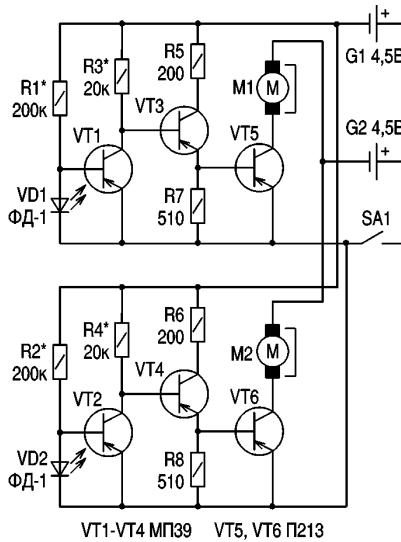 R5
200
R3*
20к
R1*
200к
G1 4,5В
M1
M
VT3
VT1
VT5
G2 4,5В
R7
510
VD1
ФД-1
SA1
R6
200
R4*
20к
R2*
200к
M2
M
VT4
VT2
VT6
R8
510
VD2
ФД-1
VT1-VT4 МП39 VT5, VT6 П213